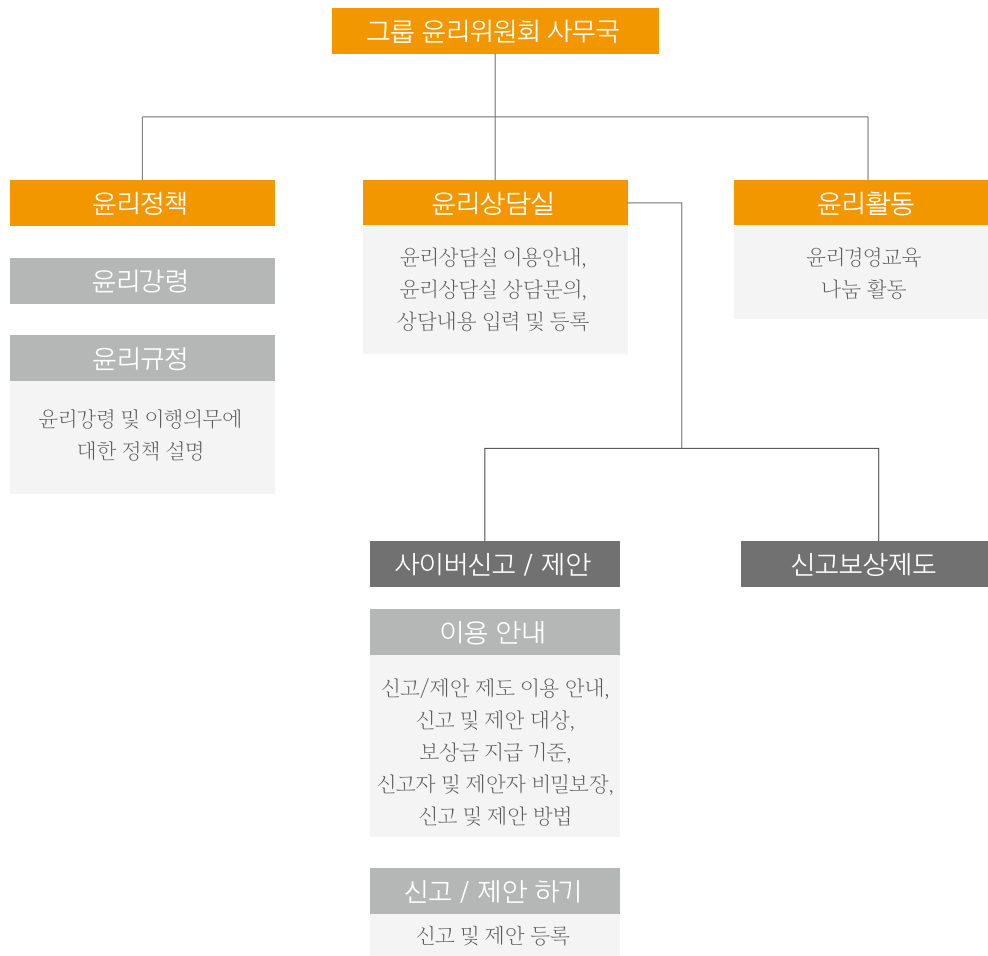 그룹 윤리위원회 사무국
윤리정책
윤리강령
윤리규정
윤리강령 및 이행의무에
대한 정책 설명
윤리상담실
윤리상담실 이용안내,
윤리상담실 상담문의,
상담내용 입력 및 등록
윤리활동
윤리경영교육
나눔 활동
사이버신고 / 제안
이용 안내
신고/제안 제도 이용 안내,
신고 및 제안 대상,
보상금 지급 기준,
신고자 및 제안자 비밀보장,
신고 및 제안 방법
신고 / 제안 하기
신고 및 제안 등록
신고보상제도